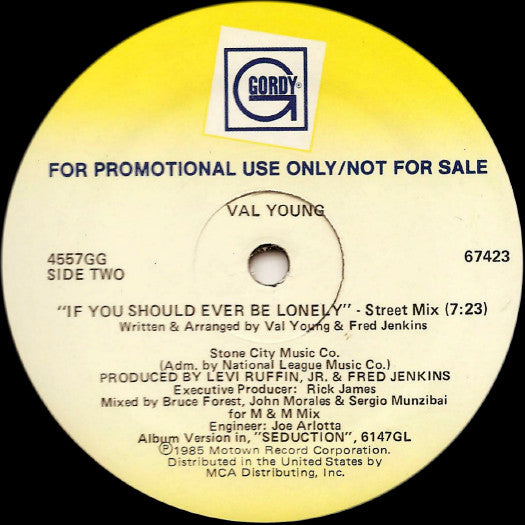 GORDY®
FOR PROMOTIONAL USE ONLY/NOT FOR SALE
VAL YOUNG
4557GG
SIDE TWO
67423
"IF YOU SHOULD EVER BE LONELY" - Street Mix (7:23)
Written & Arranged by Val Young & Fred Jenkins
Stone City Music Co.
(Adm. by National League Music Co.)
PRODUCED BY LEVI RUFFIN, JR. & FRED JENKINS
Executive Producer: Rick James
Mixed by Bruce Forest, John Morales & Sergio Munzibai
for M & M Mix
Engineer: Joe Arlotta
Album Version in, "SEDUCTION", 6147GL
Ⓟ©1985 Motown Record Corporation.
Distributed in the United States by
MCA Distributing, Inc.